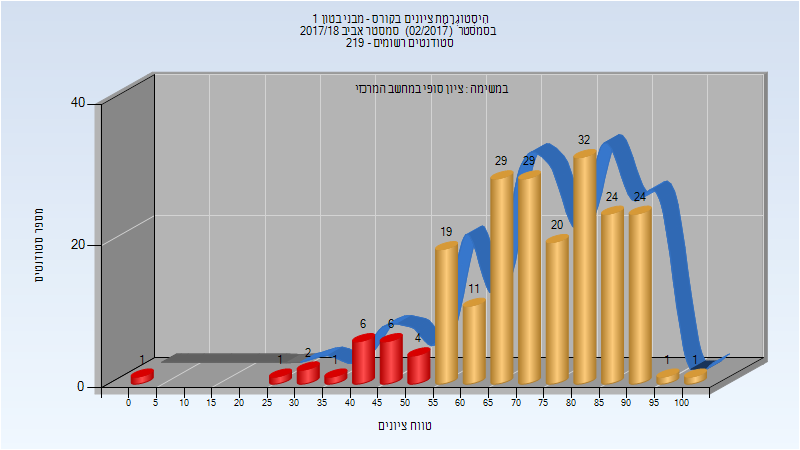 היסטוגרמת ציונים בקורס - מבני בטון 1
בסמסטר (02/2017) סמסטר אביב 2017/18
סטודנטים רשומים - 219
במשימה : ציון סופי במחשב המרכזי
מספר סטודנטים
40
20
0
1
1
2
1
6
6
4
19
11
29
29
20
32
24
24
1
1
0 5 10 15 20 25 30 35 40 45 50 55 60 65 70 75 80 85 90 95 100
טווח ציונים